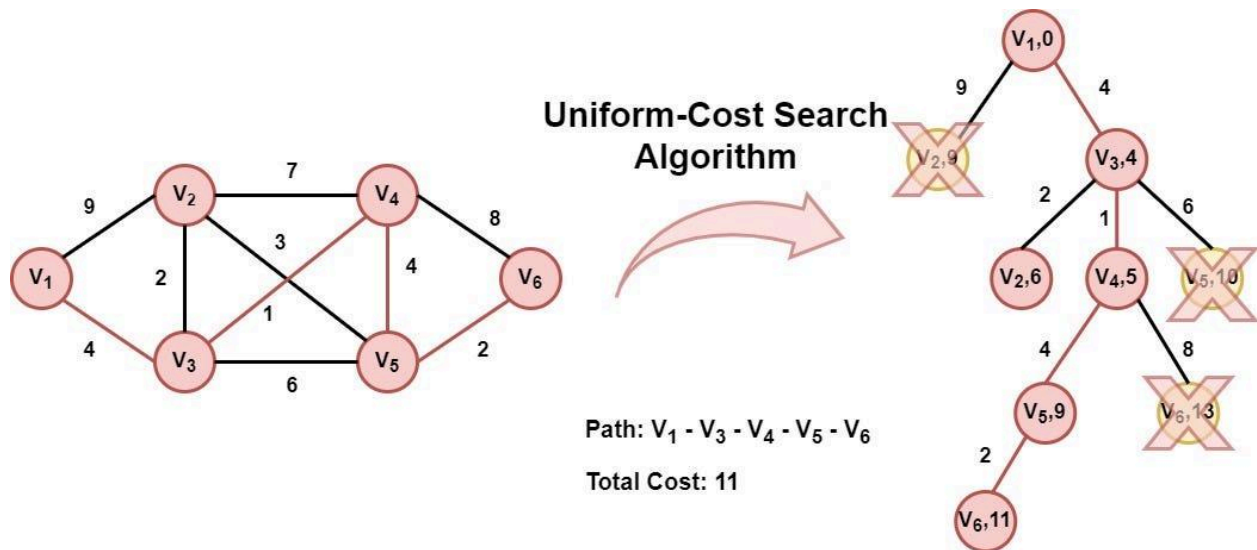 V₁,0
9
4
Uniform-Cost Search
Algorithm
V₂,9
V₃,4
7
V₂
V₄
9
8
2
1
6
3
2
4
V₁
V₆
V₂,6
V₄,5
V₅,10
1
4
2
V₃
V₅
6
4
8
V₅,9
V₆,13
Path: V₁ - V₃ - V₄ - V₅ - V₆
2
Total Cost: 11
V₆,11